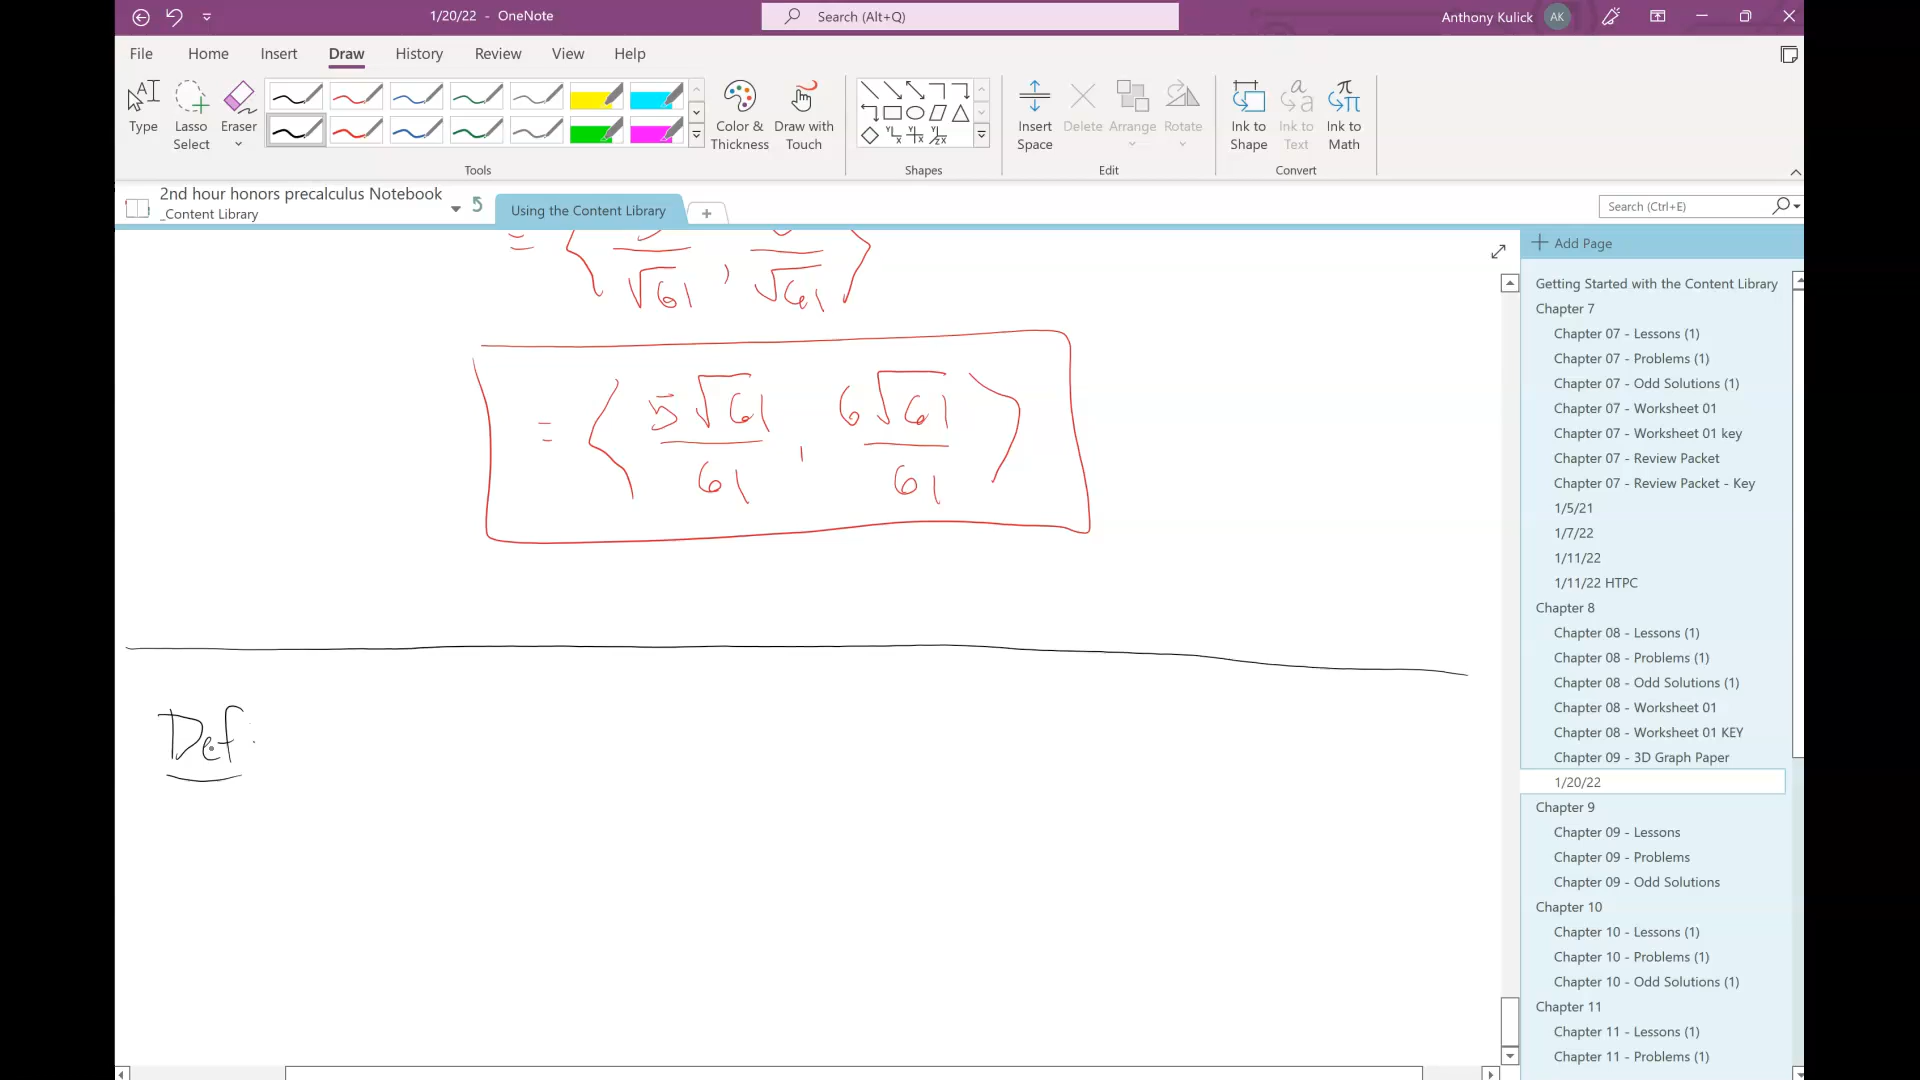 1/20/22 - OneNote
Search (Alt+Q)
Anthony Kulick AK
File Home Insert Draw History Review View Help
Type
Lasso Select
Eraser
Color & Thickness
Draw with Touch
Insert Space
Delete
Arrange
Rotate
Ink to Shape
Ink to Text
Ink to Math
Tools Shapes Edit Convert
2nd hour honors precalculus Notebook
_Content Library
Using the Content Library
Search (Ctrl+E)
√61 , √61
= ⟨ 5√61/61 , 6√61/61 ⟩
Def:
Add Page
Getting Started with the Content Library
Chapter 7
Chapter 07 - Lessons (1)
Chapter 07 - Problems (1)
Chapter 07 - Odd Solutions (1)
Chapter 07 - Worksheet 01
Chapter 07 - Worksheet 01 key
Chapter 07 - Review Packet
Chapter 07 - Review Packet - Key
1/5/21
1/7/22
1/11/22
1/11/22 HTPC
Chapter 8
Chapter 08 - Lessons (1)
Chapter 08 - Problems (1)
Chapter 08 - Odd Solutions (1)
Chapter 08 - Worksheet 01
Chapter 08 - Worksheet 01 KEY
Chapter 09 - 3D Graph Paper
1/20/22
Chapter 9
Chapter 09 - Lessons
Chapter 09 - Problems
Chapter 09 - Odd Solutions
Chapter 10
Chapter 10 - Lessons (1)
Chapter 10 - Problems (1)
Chapter 10 - Odd Solutions (1)
Chapter 11
Chapter 11 - Lessons (1)
Chapter 11 - Problems (1)